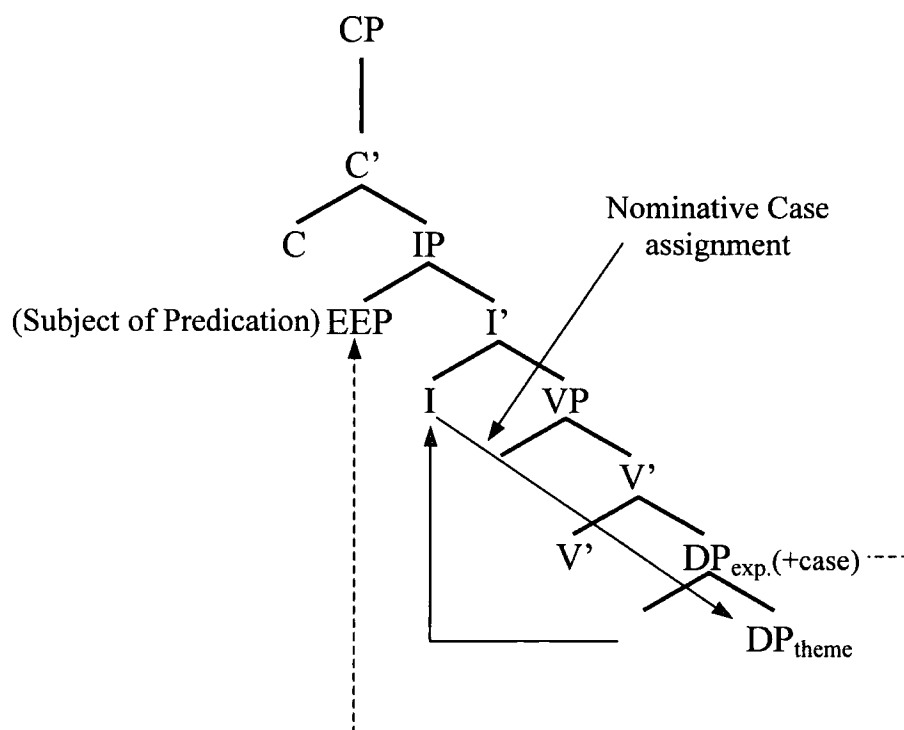 CP
C’
Nominative Case
assignment
C IP
(Subject of Predication) EEP I’
I VP
V’
V’ DPexp.(+case)
DPtheme